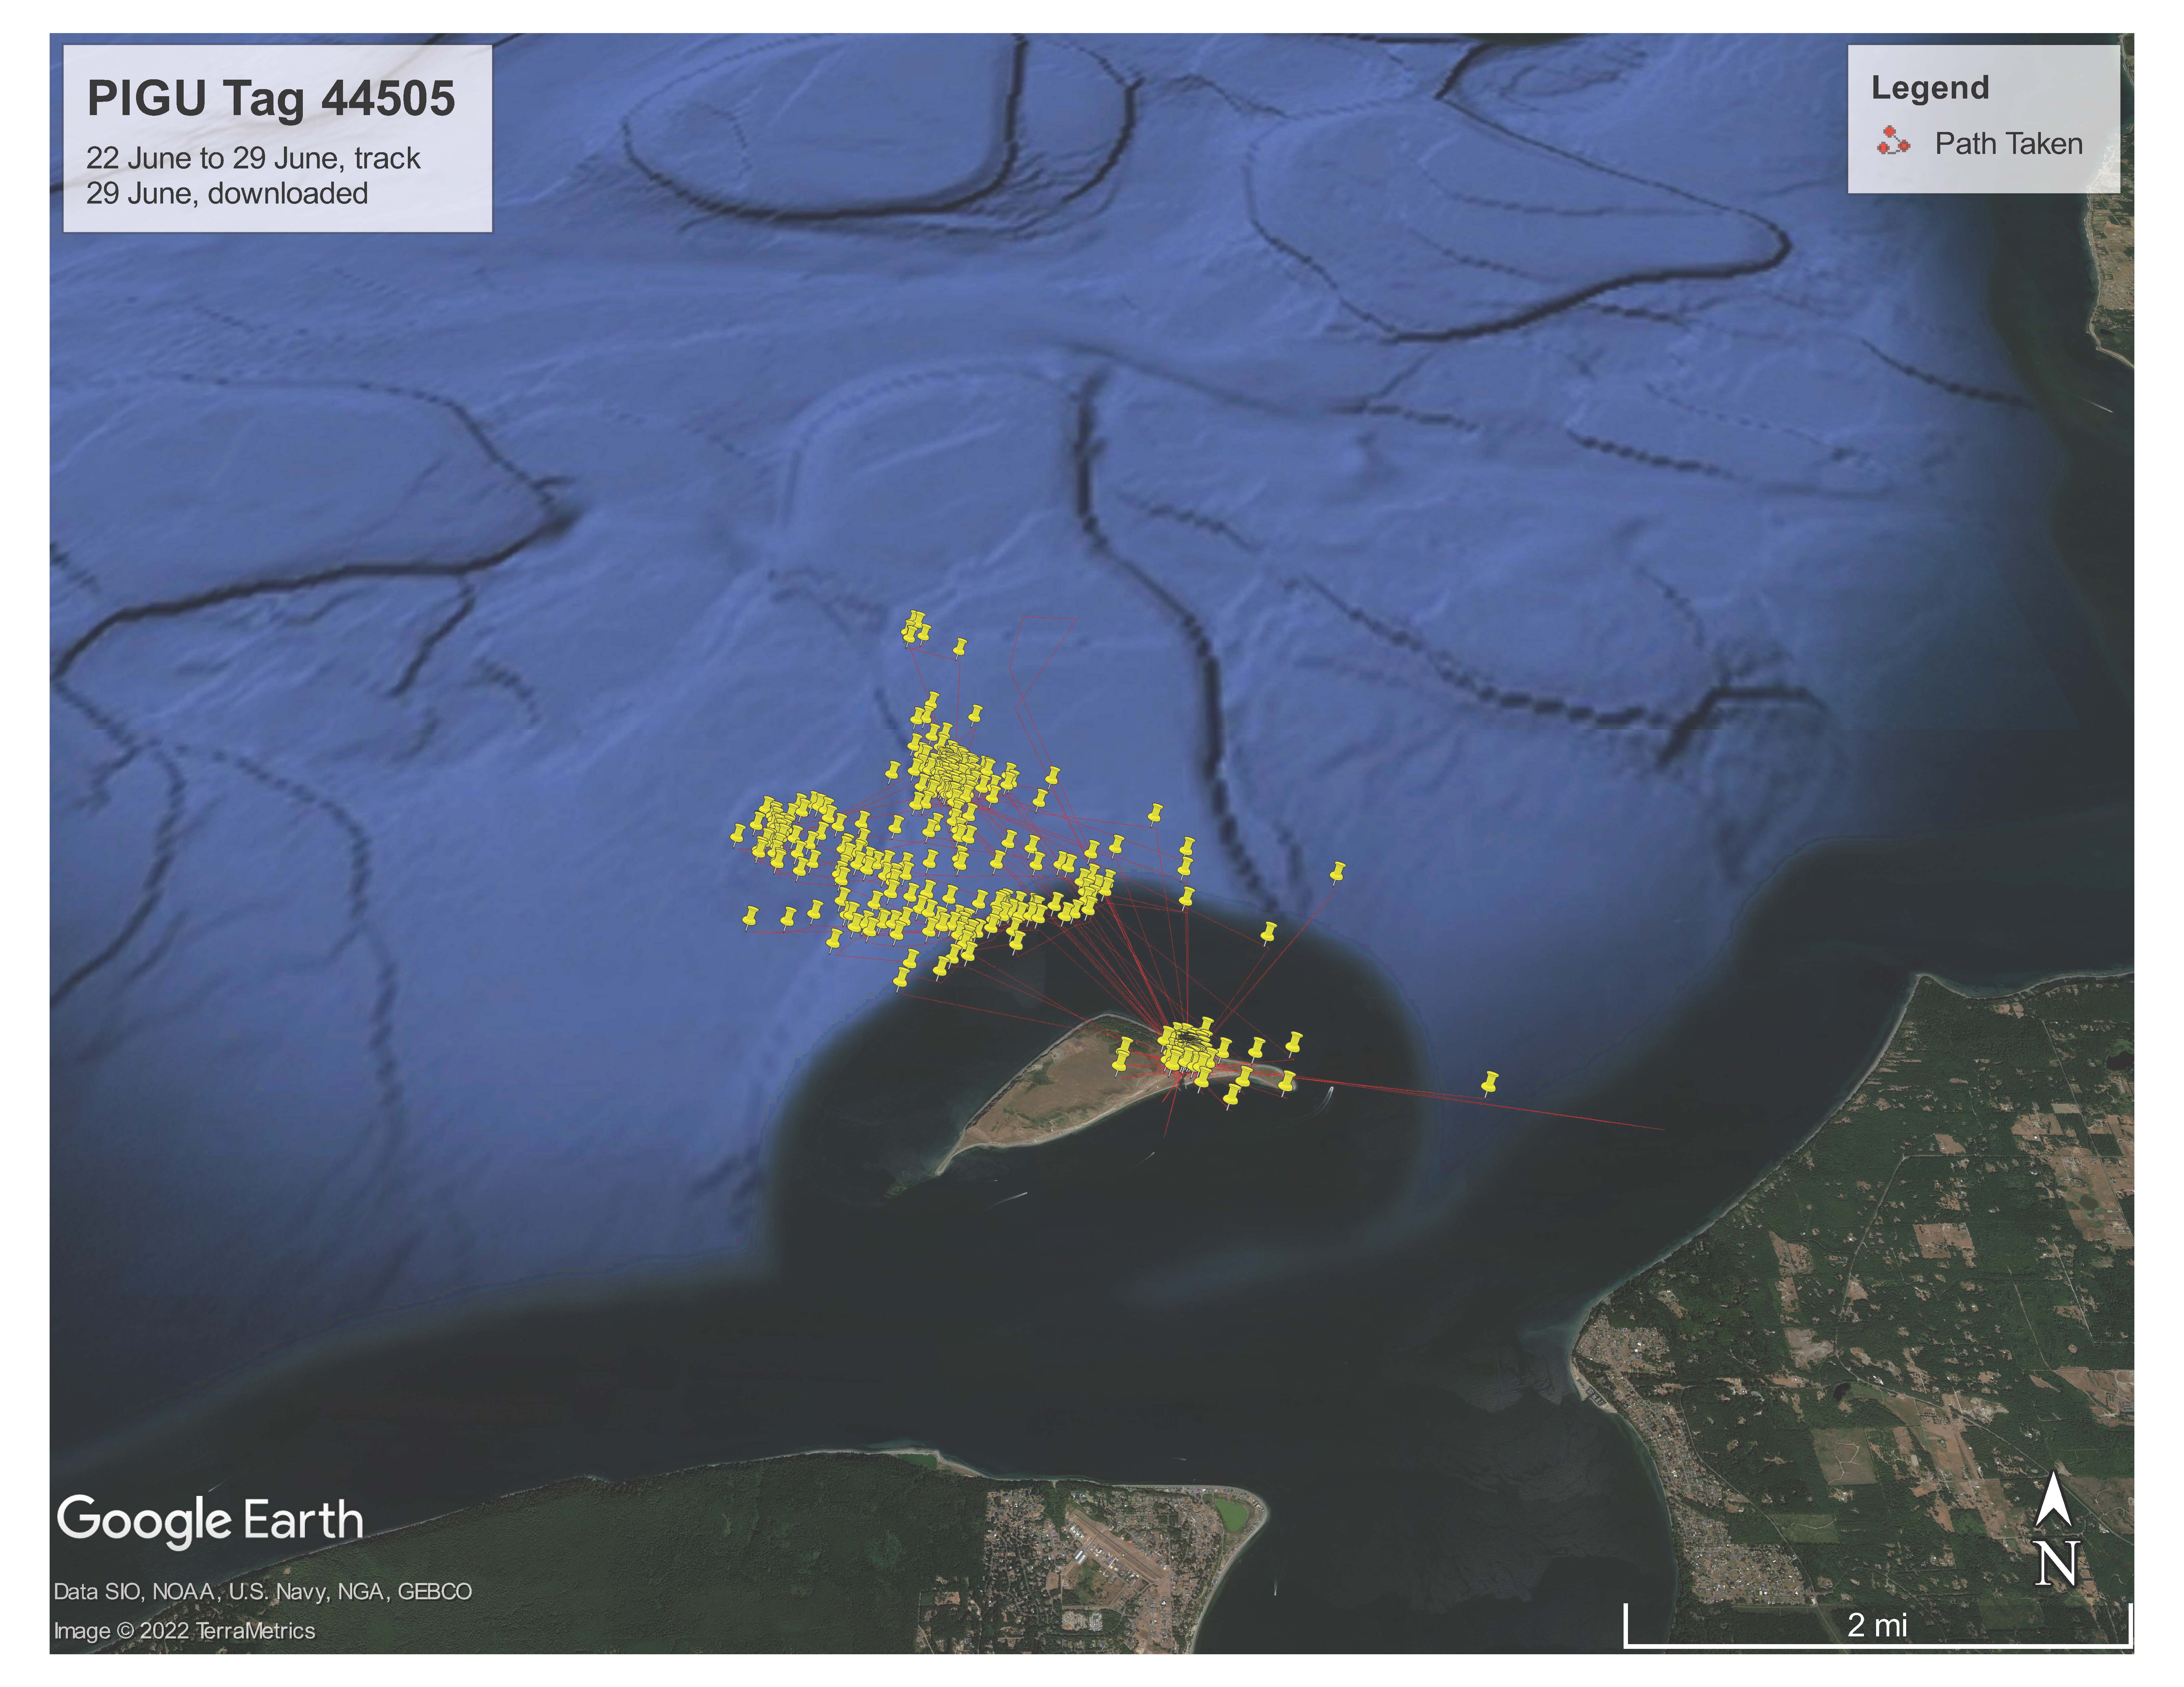 PIGU Tag 44505
22 June to 29 June, track
29 June, downloaded
Legend
Path Taken
Google Earth
Data SIO, NOAA, U.S. Navy, NGA, GEBCO
Image © 2022 TerraMetrics
N
2 mi